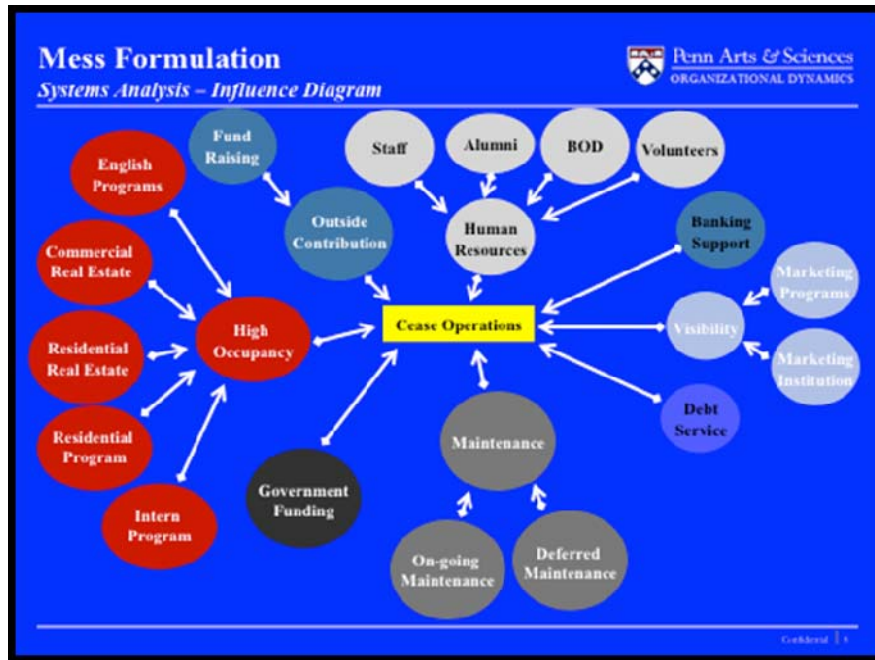 Mess Formulation
Systems Analysis – Influence Diagram
Penn Arts & Sciences
ORGANIZATIONAL DYNAMICS
Fund
Raising
Staff
Alumni
BOD
Volunteers
English
Programs
Outside
Contribution
Human
Resources
Banking
Support
Commercial
Real Estate
Marketing
Programs
High
Occupancy
Cease Operations
Visibility
Residential
Real Estate
Marketing
Institution
Residential
Program
Debt
Service
Maintenance
Government
Funding
Intern
Program
On-going
Maintenance
Deferred
Maintenance
Confidential